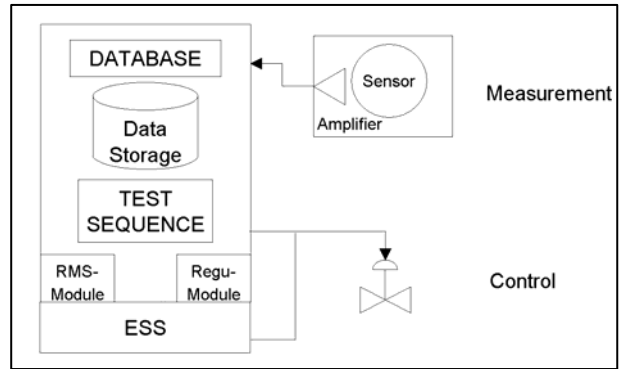 DATABASE
Data
Storage
TEST
SEQUENCE
RMS-
Module
Regu-
Module
ESS
Sensor
Amplifier
Measurement
Control